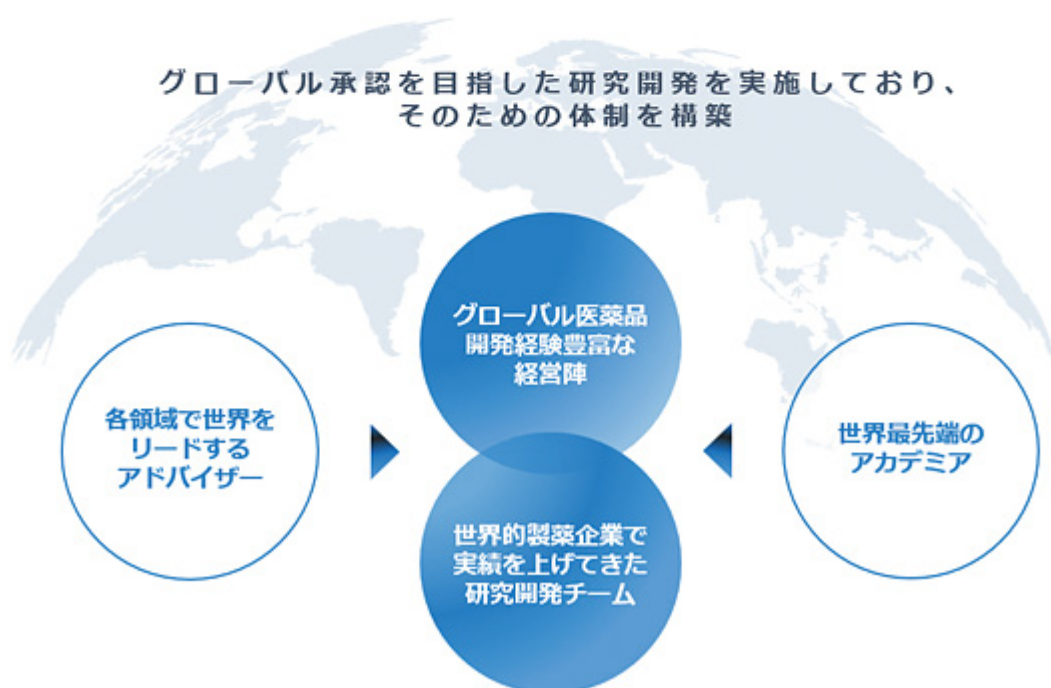 グローバル承認を目指した研究開発を実施しており、
そのための体制を構築
グローバル医薬品
開発経験豊富な
経営陣
各領域で世界を
リードする
アドバイザー
世界最先端の
アカデミア
世界的製薬企業で
実績を上げてきた
研究開発チーム